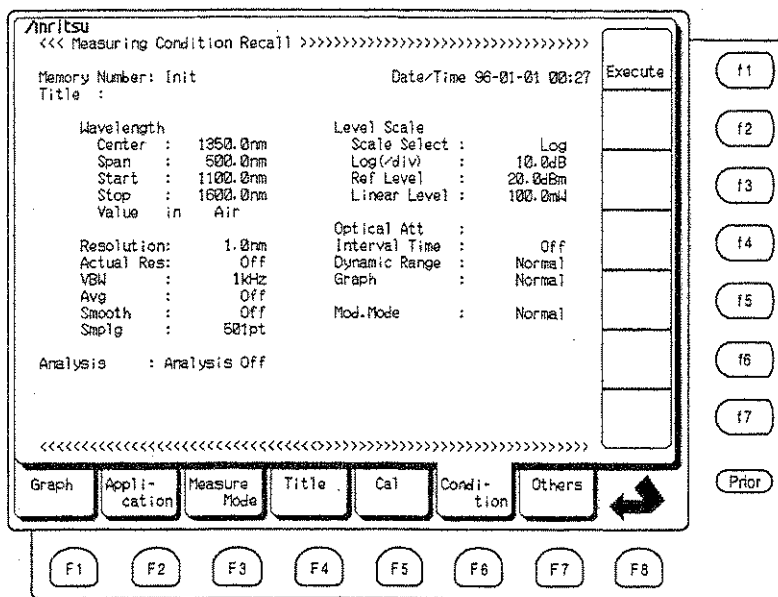 Anritsu
<<< Measuring Condition Recall >>>>>>>>>>>>>>>>>>>>>>>>>>>>>>>>>>
Memory Number: Init Date/Time 96-01-01 00:27
Title :
Wavelength Level Scale
Center : 1350.0nm Scale Select : Log
Span : 500.0nm Log(/div) : 10.0dB
Start : 1100.0nm Ref Level : 20.0dBm
Stop : 1600.0nm Linear Level : 100.0mW
Value in Air
Optical Att :
Resolution: 1.0nm Interval Time : Off
Actual Res: Off Dynamic Range : Normal
VBW : 1kHz Graph : Normal
Avg : Off
Smooth : Off Mod.Mode : Normal
Smplg : 501pt
Analysis : Analysis Off
<<<<<<<<<<<<<<<<<<<<<<<<<<<<<<<<<<<>>>>>>>>>>>>>>>>>>>>>>>>>>>>>>>>>>>
Execute
f1
f2
f3
f4
f5
f6
f7
Prior
Graph Appli-cation Measure Mode Title Cal Condi-tion Others
F1 F2 F3 F4 F5 F6 F7 F8